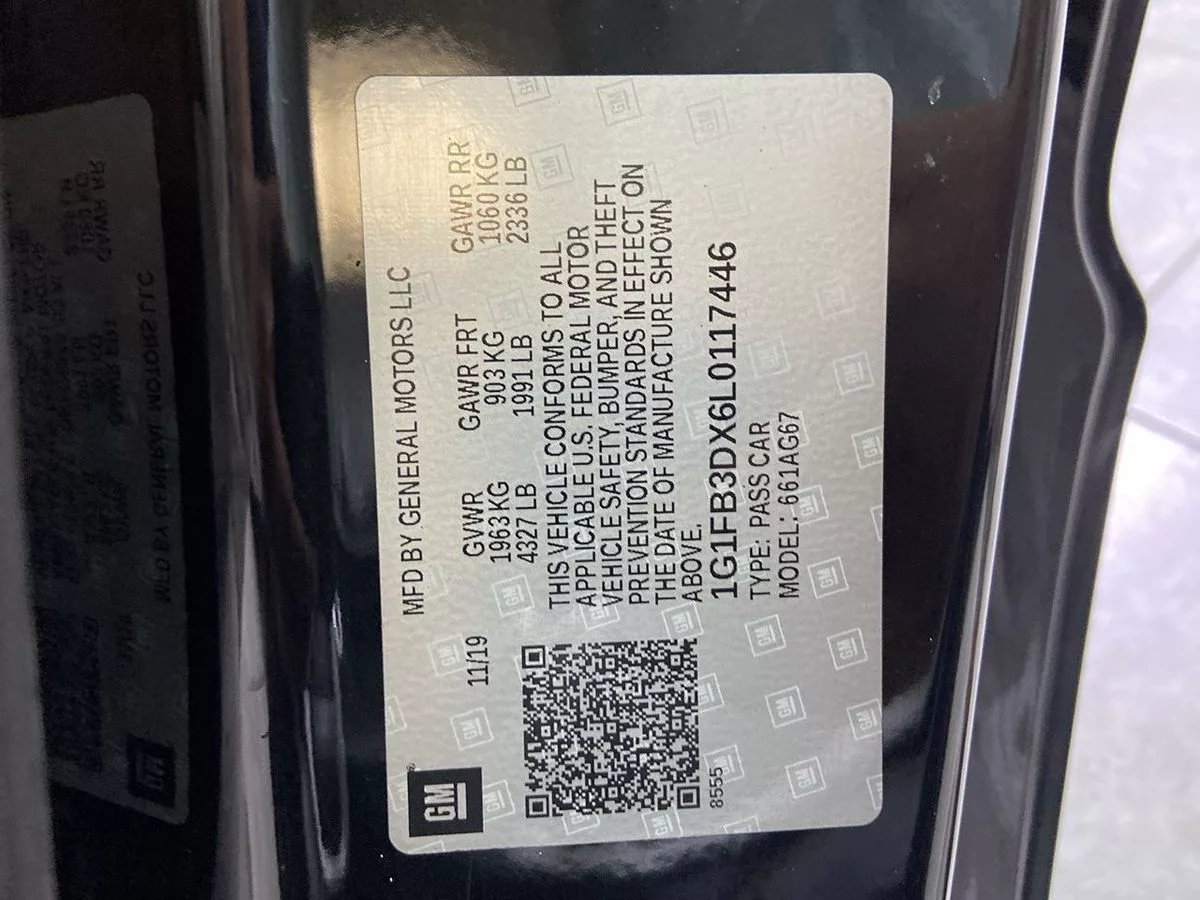 GM
MFD BY GENERAL MOTORS LLC
11/19
GVWR GAWR FRT GAWR RR
1963 KG 903 KG 1060 KG
4327 LB 1991 LB 2336 LB
THIS VEHICLE CONFORMS TO ALL
APPLICABLE U.S. FEDERAL MOTOR
VEHICLE SAFETY, BUMPER, AND THEFT
PREVENTION STANDARDS IN EFFECT ON
THE DATE OF MANUFACTURE SHOWN
ABOVE.
8555
1G1FB3DX6L0117446
TYPE: PASS CAR
MODEL: 661AG67